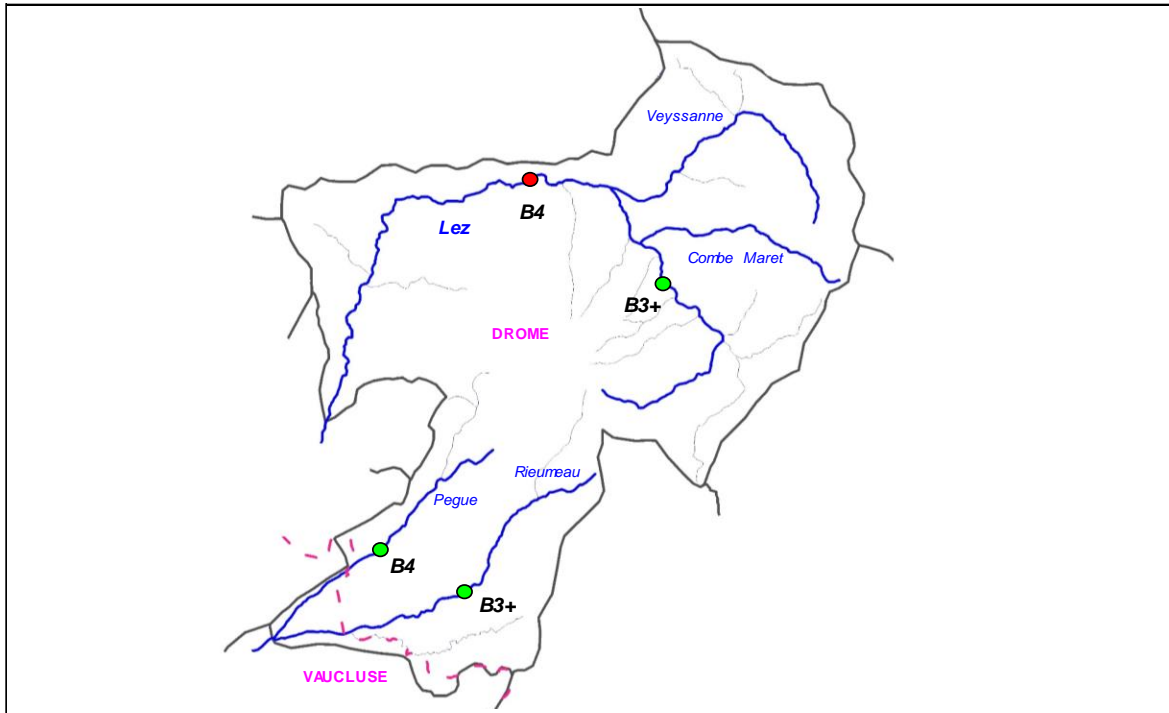 Veyssanne
B4
Lez
Combe Maret
B3+
DROME
Rieumeau
Pegue
B4
B3+
VAUCLUSE